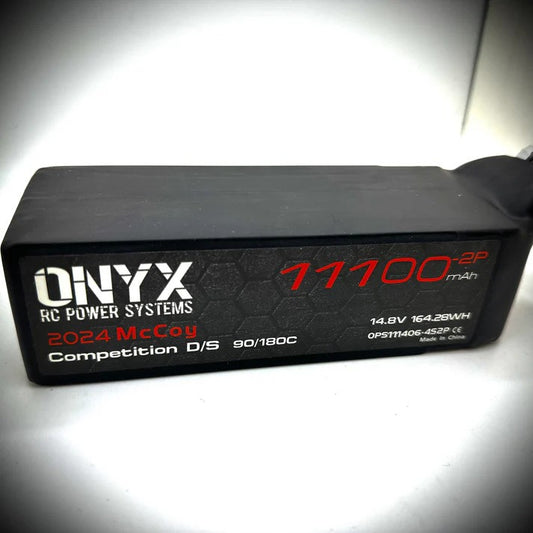 ONYX
RC POWER SYSTEMS
2024 McCoy
Competition D/S 90/180C
11100-2P
mAh
14.8V 164.28WH
OPS111406-4S2P CE
Made in China